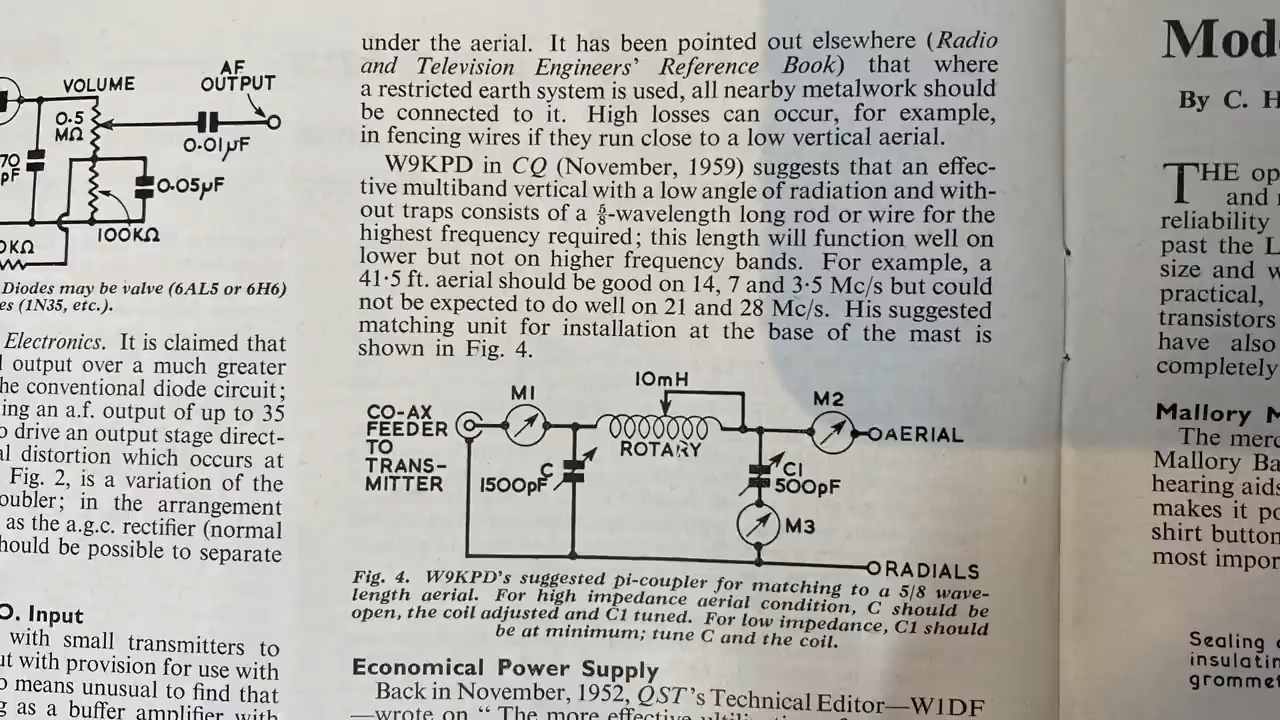 VOLUME
AF
OUTPUT
0.5
MΩ
0.01µF
70
pF
0.05µF
100KΩ
0KΩ
Diodes may be valve (6AL5 or 6H6)
es (1N35, etc.).
Electronics. It is claimed that
output over a much greater
he conventional diode circuit;
ing an a.f. output of up to 35
o drive an output stage direct-
al distortion which occurs at
Fig. 2, is a variation of the
oubler; in the arrangement
as the a.g.c. rectifier (normal
hould be possible to separate
O. Input
with small transmitters to
ut with provision for use with
o means unusual to find that
g as a buffer amplifier with
under the aerial. It has been pointed out elsewhere (Radio
and Television Engineers' Reference Book) that where
a restricted earth system is used, all nearby metalwork should
be connected to it. High losses can occur, for example,
in fencing wires if they run close to a low vertical aerial.
W9KPD in CQ (November, 1959) suggests that an effec-
tive multiband vertical with a low angle of radiation and with-
out traps consists of a ⅝-wavelength long rod or wire for the
highest frequency required; this length will function well on
lower but not on higher frequency bands. For example, a
41·5 ft. aerial should be good on 14, 7 and 3·5 Mc/s but could
not be expected to do well on 21 and 28 Mc/s. His suggested
matching unit for installation at the base of the mast is
shown in Fig. 4.
10mH
M1
M2
CO-AX
FEEDER
TO
TRANS-
MITTER
ROTARY
AERIAL
C
1500pF
C1
500pF
M3
RADIALS
Fig. 4. W9KPD's suggested pi-coupler for matching to a 5/8 wave-
length aerial. For high impedance aerial condition, C should be
open, the coil adjusted and C1 tuned. For low impedance, C1 should
be at minimum; tune C and the coil.
Economical Power Supply
Back in November, 1952, QST's Technical Editor—W1DF
—wrote on " The more effective utiliz
Mod
By C. H
THE op
and
reliability
past the L
size and w
practical,
transistors
have also
completely
Mallory M
The merc
Mallory Ba
hearing aids
makes it po
shirt button
most impor
Sealing
insulatin
gromme